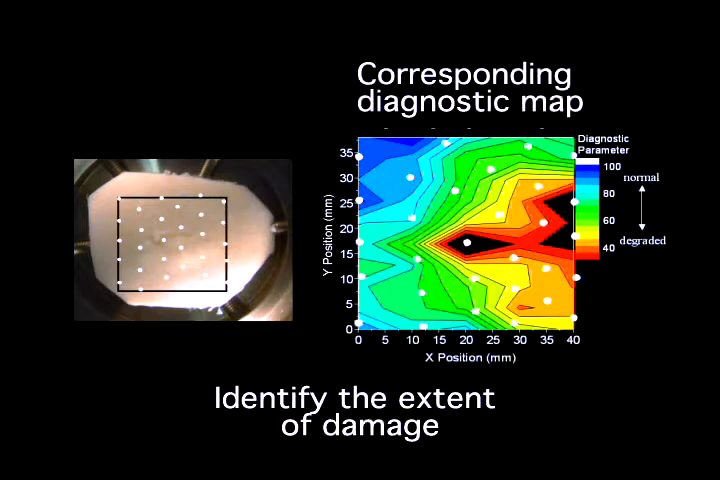 Corresponding
diagnostic map
Diagnostic
Parameter
100
80
60
40
normal
degraded
35
30
25
20
15
10
5
0
Y Position (mm)
0 5 10 15 20 25 30 35 40
X Position (mm)
Identify the extent
of damage